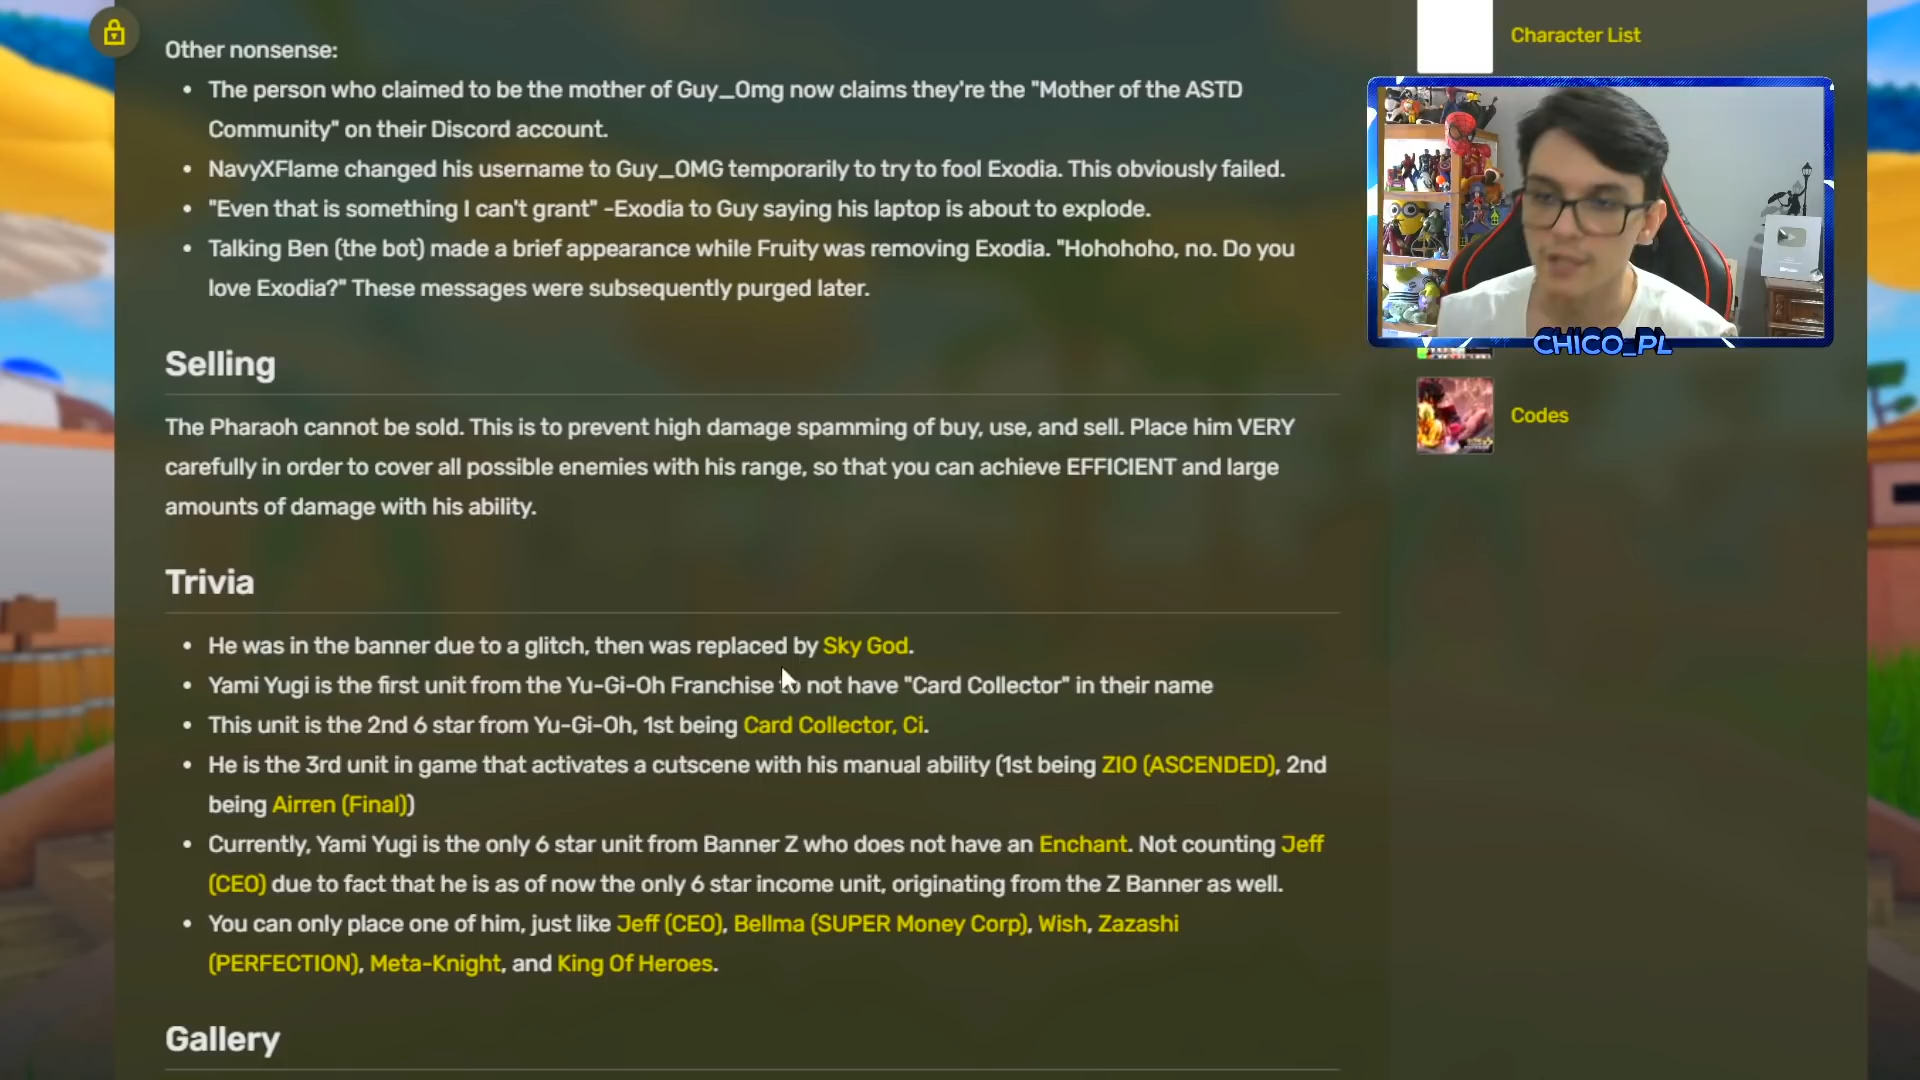 Other nonsense:
• The person who claimed to be the mother of Guy_Omg now claims they're the "Mother of the ASTD
Community" on their Discord account.
• NavyXFlame changed his username to Guy_OMG temporarily to try to fool Exodia. This obviously failed.
• "Even that is something I can't grant" -Exodia to Guy saying his laptop is about to explode.
• Talking Ben (the bot) made a brief appearance while Fruity was removing Exodia. "Hohohoho, no. Do you
love Exodia?" These messages were subsequently purged later.
Selling
The Pharaoh cannot be sold. This is to prevent high damage spamming of buy, use, and sell. Place him VERY
carefully in order to cover all possible enemies with his range, so that you can achieve EFFICIENT and large
amounts of damage with his ability.
Trivia
• He was in the banner due to a glitch, then was replaced by Sky God.
• Yami Yugi is the first unit from the Yu-Gi-Oh Franchise to not have "Card Collector" in their name
• This unit is the 2nd 6 star from Yu-Gi-Oh, 1st being Card Collector, Ci.
• He is the 3rd unit in game that activates a cutscene with his manual ability (1st being ZIO (ASCENDED), 2nd
being Airren (Final))
• Currently, Yami Yugi is the only 6 star unit from Banner Z who does not have an Enchant. Not counting Jeff
(CEO) due to fact that he is as of now the only 6 star income unit, originating from the Z Banner as well.
• You can only place one of him, just like Jeff (CEO), Bellma (SUPER Money Corp), Wish, Zazashi
(PERFECTION), Meta-Knight, and King Of Heroes.
Gallery
Character List
CHICO_PL
Codes